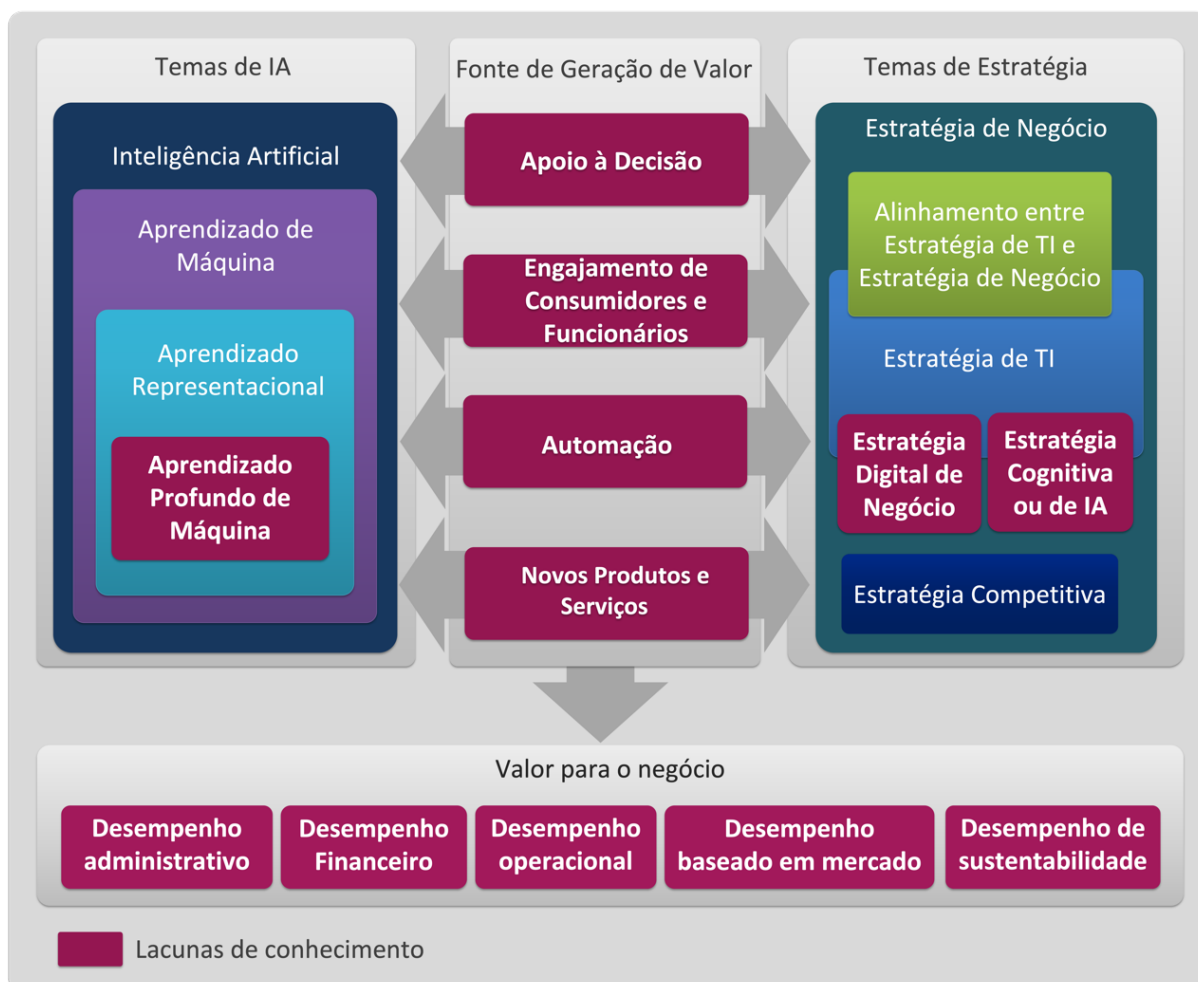 Temas de IA
Inteligência Artificial
Aprendizado de
Máquina
Aprendizado
Representacional
Aprendizado
Profundo de
Máquina
Fonte de Geração de Valor
Apoio à Decisão
Engajamento de
Consumidores e
Funcionários
Automação
Novos Produtos e
Serviços
Temas de Estratégia
Estratégia de Negócio
Alinhamento entre
Estratégia de TI e
Estratégia de Negócio
Estratégia de TI
Estratégia
Digital de
Negócio
Estratégia
Cognitiva
ou de IA
Estratégia Competitiva
Valor para o negócio
Desempenho
administrativo
Desempenho
Financeiro
Desempenho
operacional
Desempenho
baseado em mercado
Desempenho de
sustentabilidade
Lacunas de conhecimento